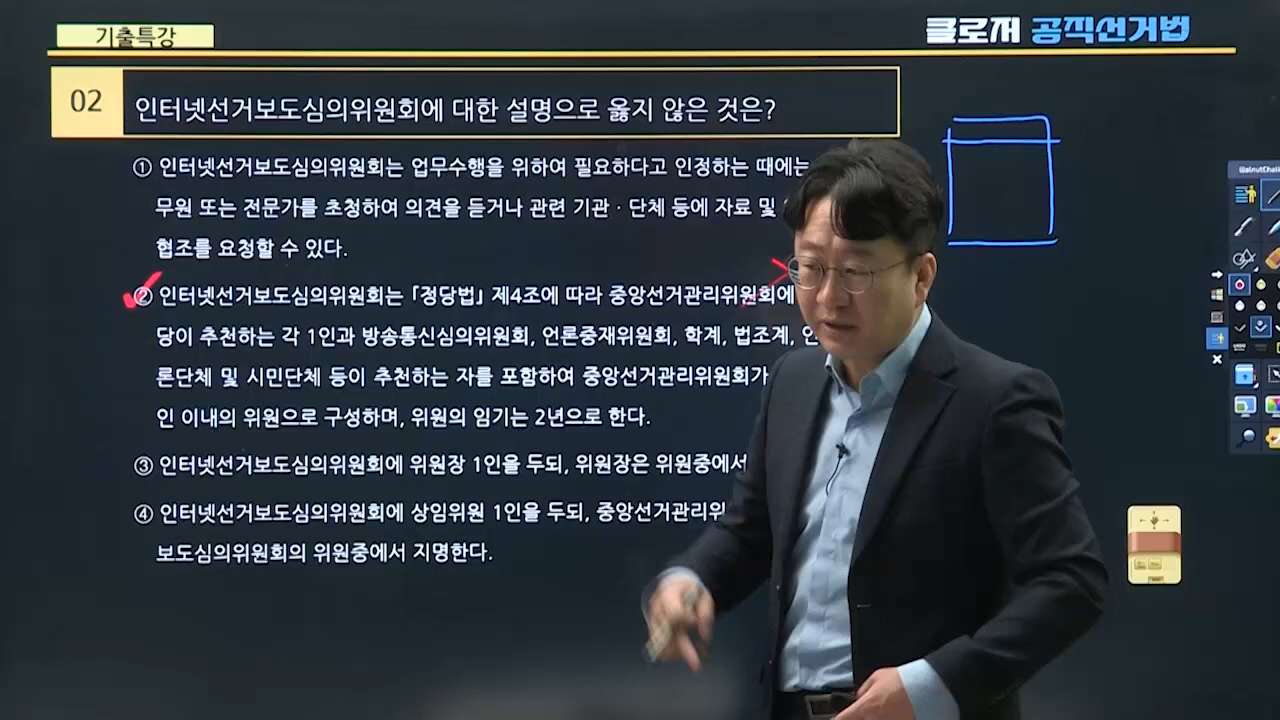 기출특강
클로저 공직선거법
02 인터넷선거보도심의위원회에 대한 설명으로 옳지 않은 것은?
① 인터넷선거보도심의위원회는 업무수행을 위하여 필요하다고 인정하는 때에는
무원 또는 전문가를 초청하여 의견을 듣거나 관련 기관 · 단체 등에 자료 및
협조를 요청할 수 있다.
② 인터넷선거보도심의위원회는 「정당법」 제4조에 따라 중앙선거관리위원회에
당이 추천하는 각 1인과 방송통신심의위원회, 언론중재위원회, 학계, 법조계,
론단체 및 시민단체 등이 추천하는 자를 포함하여 중앙선거관리위원회가
인 이내의 위원으로 구성하며, 위원의 임기는 2년으로 한다.
③ 인터넷선거보도심의위원회에 위원장 1인을 두되, 위원장은 위원중에서
④ 인터넷선거보도심의위원회에 상임위원 1인을 두되, 중앙선거관리위
보도심의위원회의 위원중에서 지명한다.